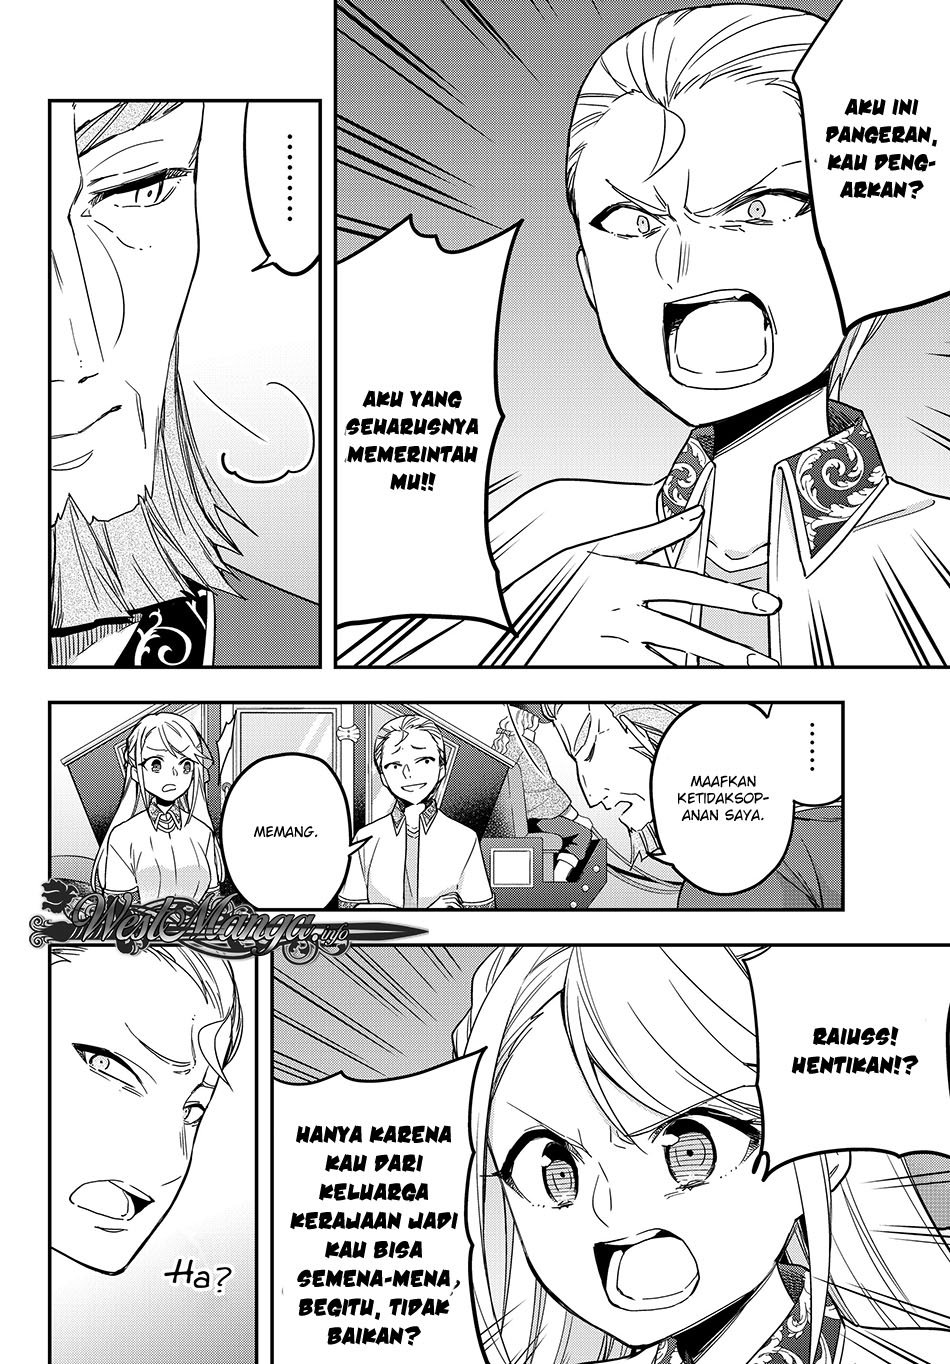 AKU INI
PANGERAN,
KAU DENG-
ARKAN?
AKU YANG
SEHARUSNYA
MEMERINTAH
MU!!
......
......
MAAFKAN
KETIDAKSOP-
ANAN SAYA.
MEMANG.
WestManga.info
RAIUSS!
HENTIKAN!?
HANYA KARENA
KAU DARI
KELUARGA
KERAJAAN JADI
KAU BISA
SEMENA-MENA
BEGITU, TIDAK
BAIKAN?
Ha?